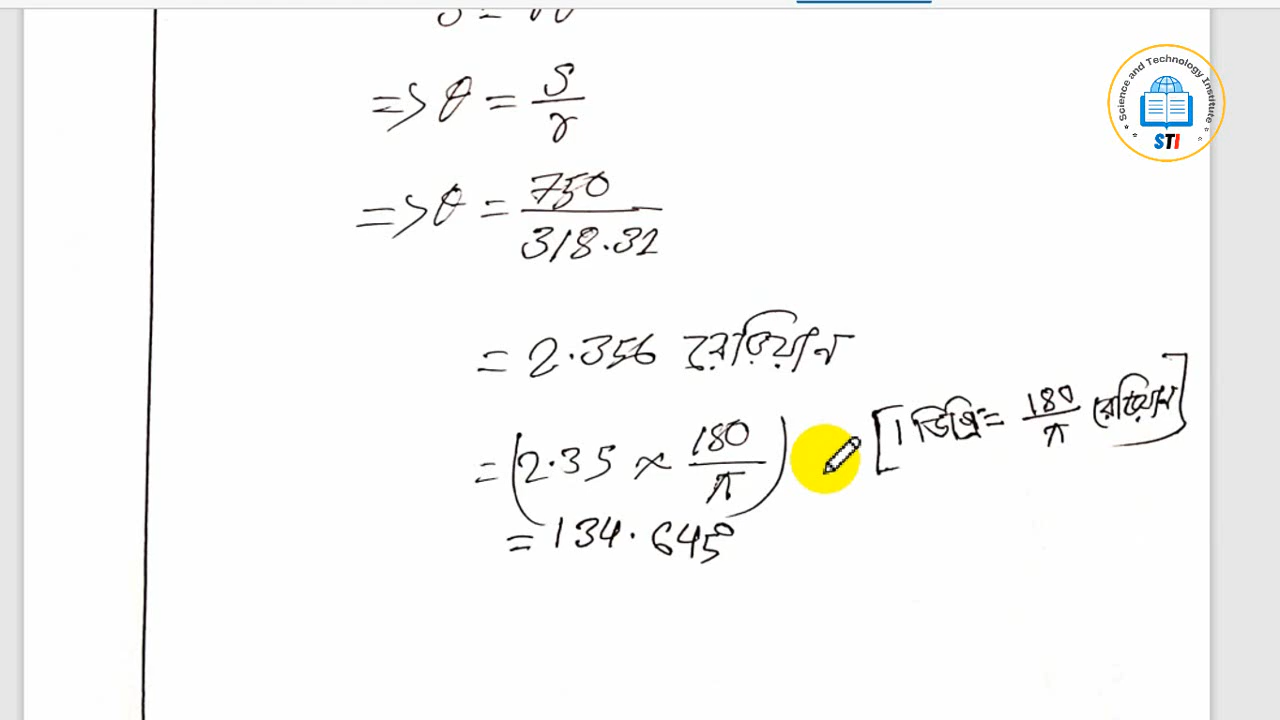 => θ = S/r
=> θ = 750/318.32
= 2.356 রেডিয়ান
= (2.35 × 180/π) [1 ডিগ্রি = 180/π রেডিয়ান]
= 134.645°
Science and Technology Institute
STI